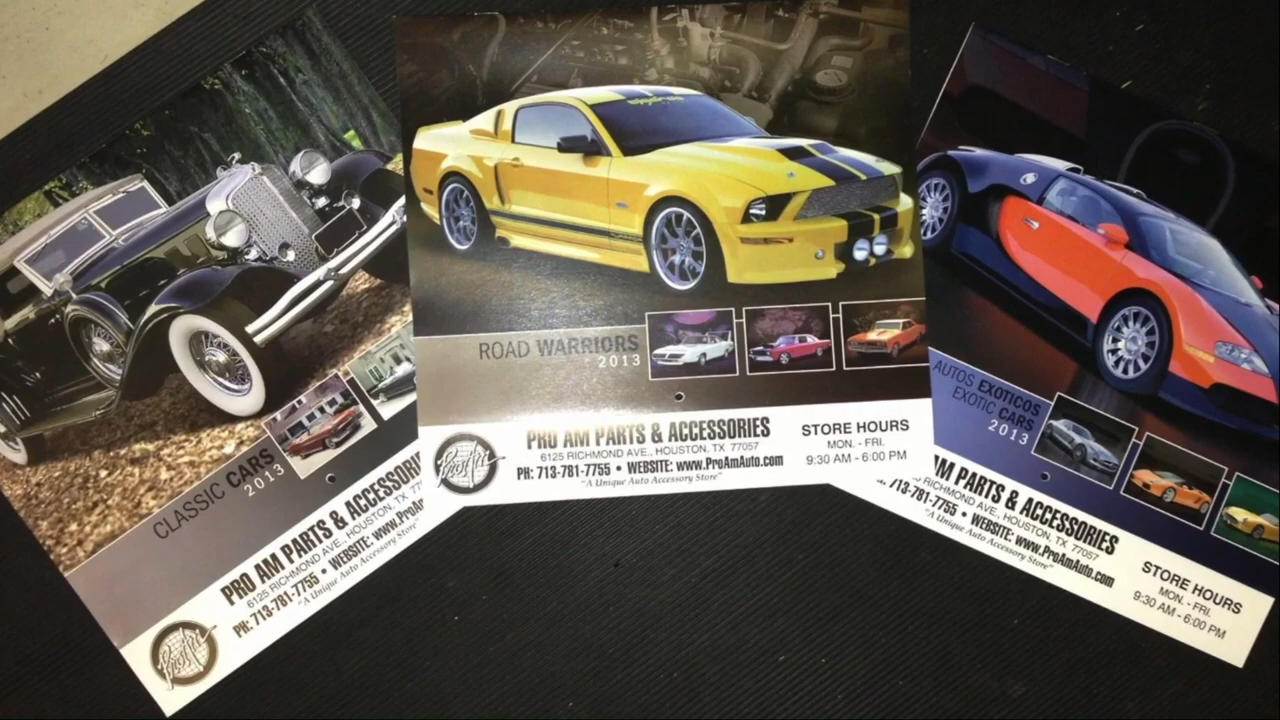 CLASSIC CARS
2013
PRO AM PARTS & ACCESSORI
6125 RICHMOND AVE., HOUSTON, TX 77
PH: 713-781-7755 • WEBSITE: www.ProA
"A Unique Auto Accessory Store"
ROAD WARRIORS
2013
PRO AM PARTS & ACCESSORIES
6125 RICHMOND AVE., HOUSTON, TX 77057
PH: 713-781-7755 • WEBSITE: www.ProAmAuto.com
"A Unique Auto Accessory Store"
STORE HOURS
MON. - FRI.
9:30 AM - 6:00 PM
AUTOS EXOTICOS
EXOTIC CARS
2013
AM PARTS & ACCESSORIES
RICHMOND AVE., HOUSTON, TX 77057
713-781-7755 • WEBSITE: www.ProAmAuto.com
"A Unique Auto Accessory Store"
STORE HOURS
MON. - FRI.
9:30 AM - 6:00 PM